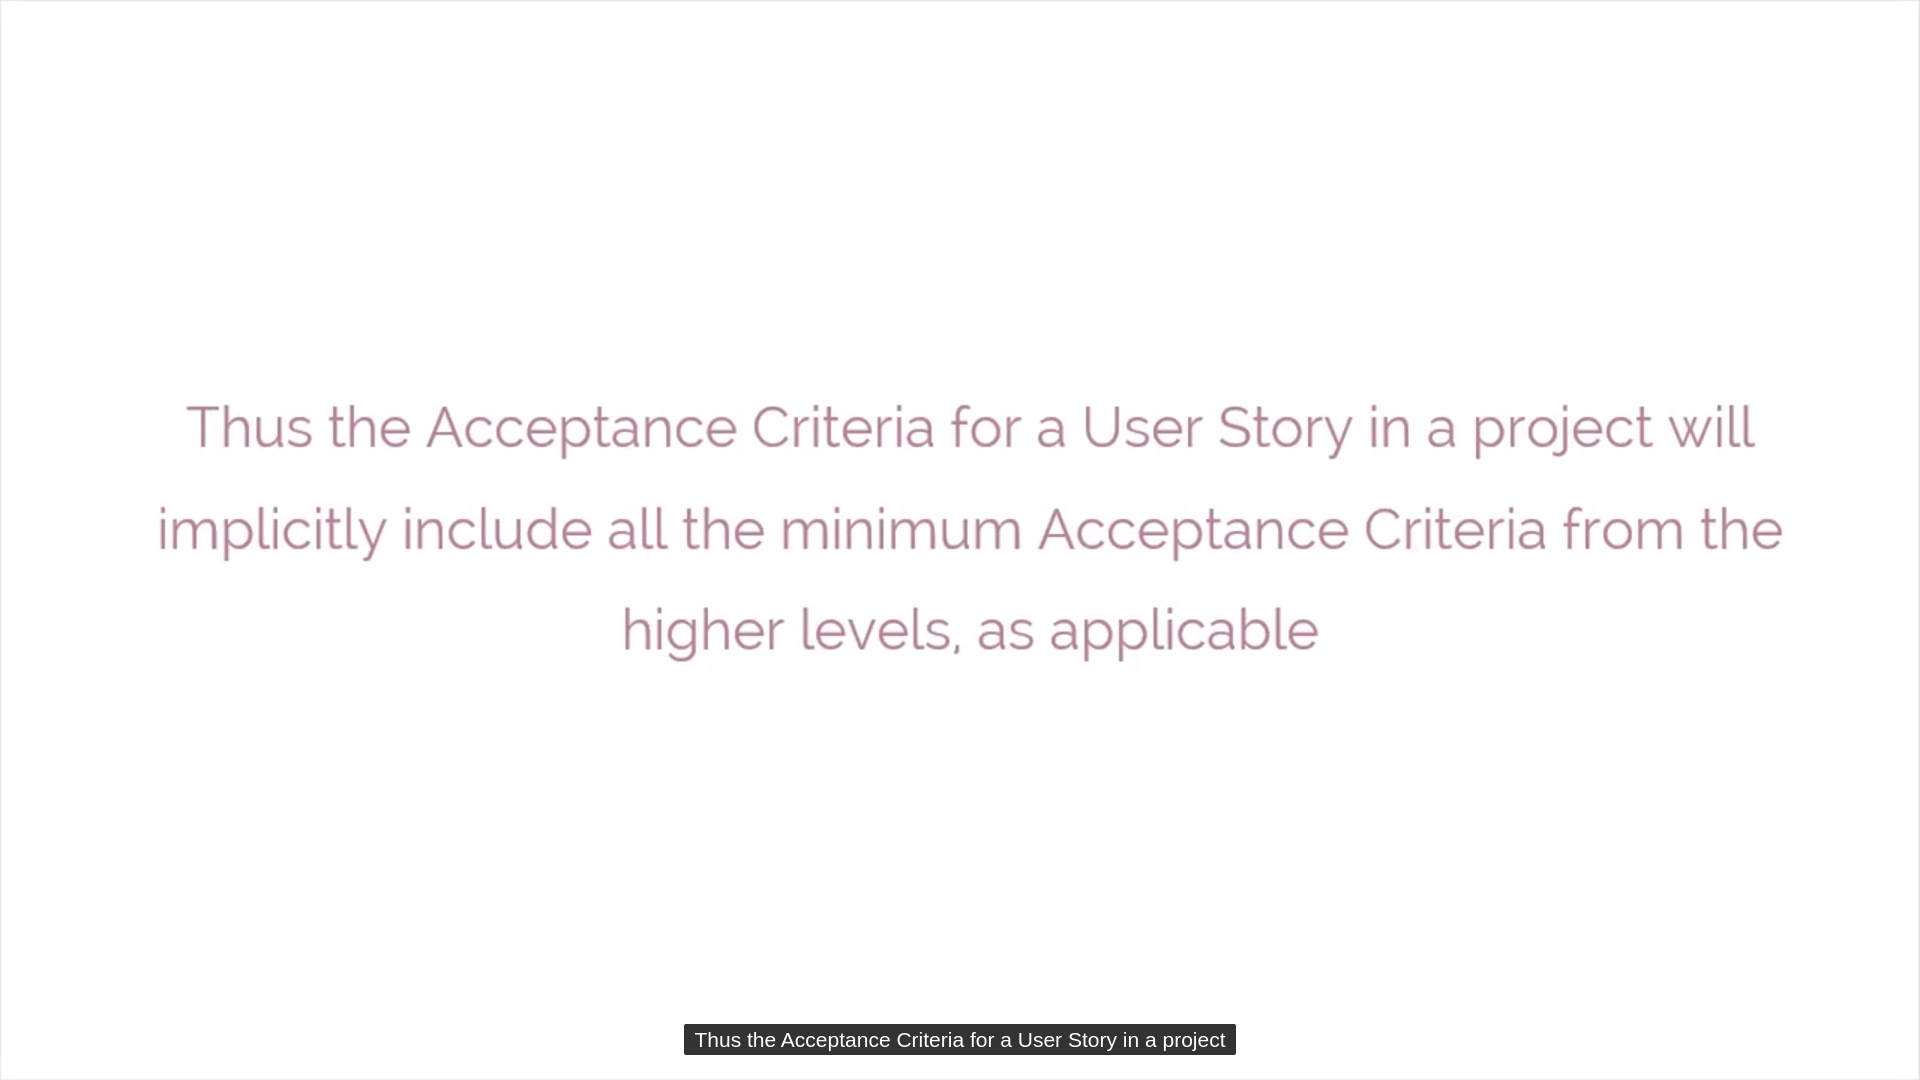 Thus the Acceptance Criteria for a User Story in a project will
implicitly include all the minimum Acceptance Criteria from the
higher levels, as applicable
Thus the Acceptance Criteria for a User Story in a project